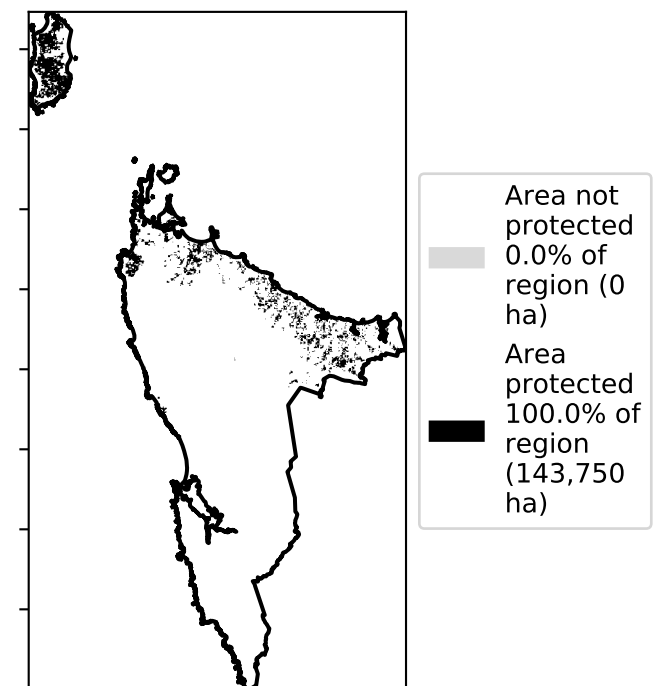 Area not
protected
0.0% of
region (0
ha)
Area
protected
100.0% of
region
(143,750
ha)